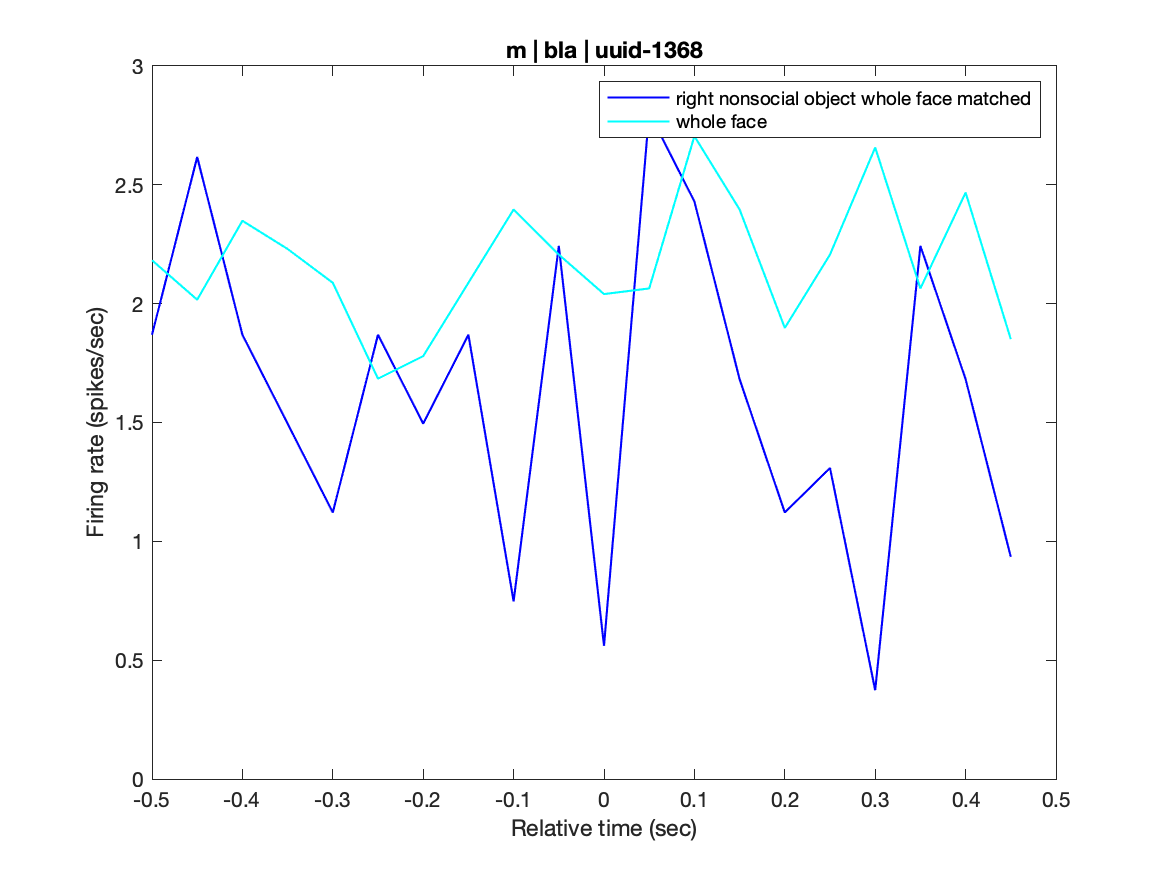 m | bla | uuid-1368
right nonsocial object whole face matched
whole face
3
2.5
2
1.5
1
0.5
0
Firing rate (spikes/sec)
-0.5 -0.4 -0.3 -0.2 -0.1 0 0.1 0.2 0.3 0.4 0.5
Relative time (sec)